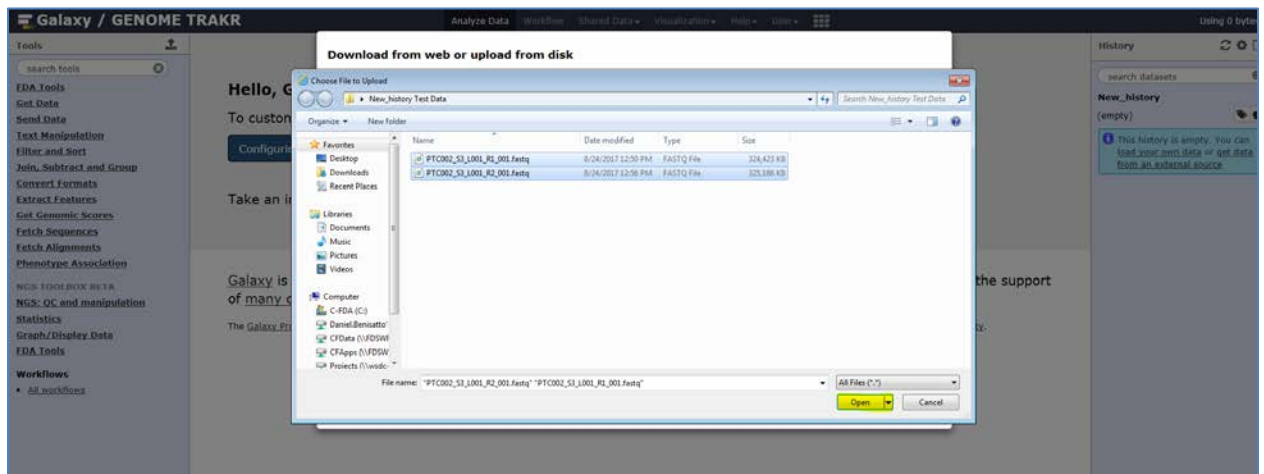 Galaxy / GENOME TRAKR
Analyze Data Workflow Shared Data Visualization Help User
Using 0 byte
Tools
search tools
FDA Tools
Get Data
Send Data
Text Manipulation
Filter and Sort
Join, Subtract and Group
Convert Formats
Extract Features
Get Genomic Scores
Fetch Sequences
Fetch Alignments
Phenotype Association
NGS TOOLBOX BETA
NGS: QC and manipulation
Statistics
Graph/Display Data
FDA Tools
Workflows
All workflows
Hello, G
To custon
Configurin
Take an i
Galaxy is
of many
The Galaxy Pr
the support
Download from web or upload from disk
Choose File to Upload
New_history Test Data
Search New_history Test Data
Organize New folder
Favorites
Desktop
Downloads
Recent Places
Libraries
Documents
Music
Pictures
Videos
Computer
C-FDA (C:)
Daniel.Benisatto'
CFData (\\FDSWF
CFApps (\\FDSW
Projects (\\wsdc-
Name Date modified Type Size
PTC002_S3_L001_R1_001.fastq 8/24/2017 12:50 PM FASTQ File 324,423 KB
PTC002_S3_L001_R2_001.fastq 8/24/2017 12:56 PM FASTQ File 325,188 KB
File name: "PTC002_S3_L001_R2_001.fastq" "PTC002_S3_L001_R1_001.fastq"
All Files (*.*)
Open Cancel
History
search datasets
New_history
(empty)
This history is empty. You can
load your own data or get data
from an external source